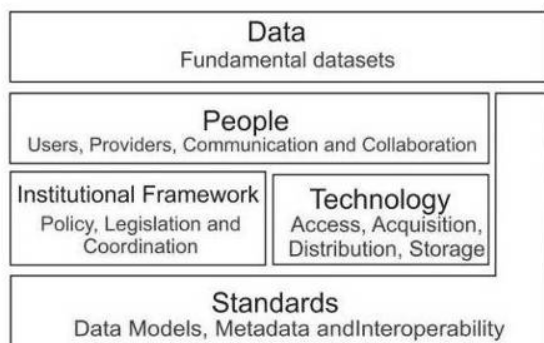 Data
Fundamental datasets
People
Users, Providers, Communication and Collaboration
Institutional Framework
Policy, Legislation and
Coordination
Technology
Access, Acquisition,
Distribution, Storage
Standards
Data Models, Metadata andInteroperability